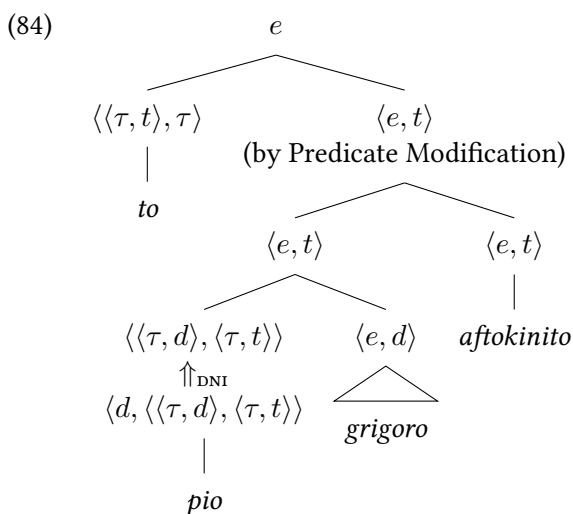 (84) e
⟨⟨τ, t⟩, τ⟩ ⟨e, t⟩
(by Predicate Modification)
to
⟨e, t⟩ ⟨e, t⟩
⟨⟨τ, d⟩, ⟨τ, t⟩⟩ ⟨e, d⟩ aftokinito
⇑DNI
⟨d, ⟨⟨τ, d⟩, ⟨τ, t⟩⟩ grigoro
pio